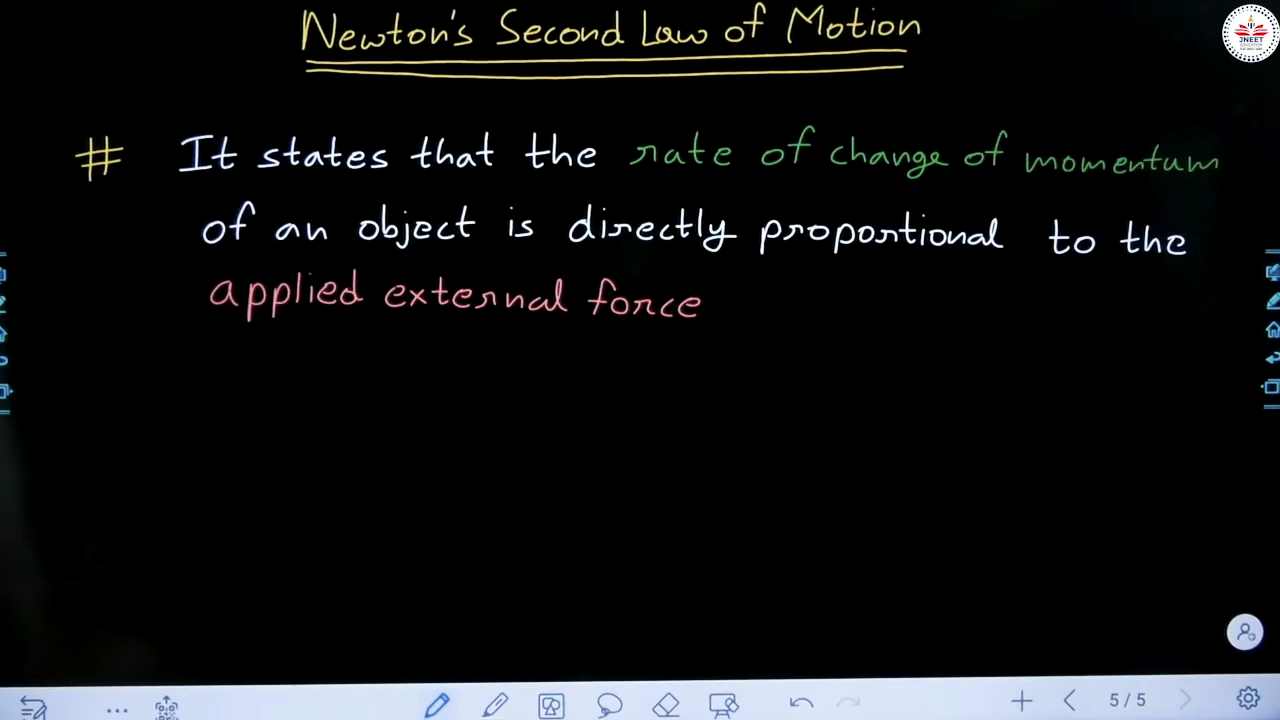 Newton's Second Law of Motion
# It states that the rate of change of momentum
of an object is directly proportional to the
applied external force
JNEET
5 / 5